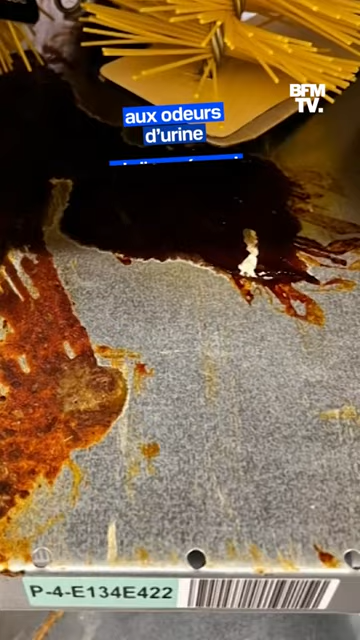 BFM
TV.
aux odeurs
d'urine
P-4-E134E422